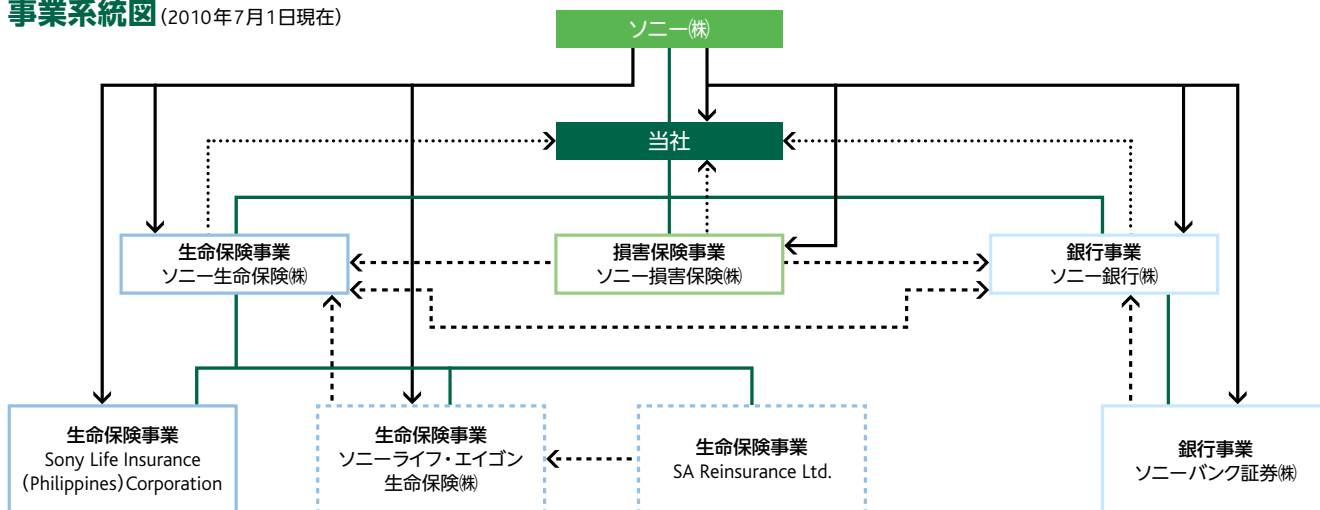 事業系統図(2010年7月1日現在)
ソニー㈱
当社
生命保険事業
ソニー生命保険㈱
損害保険事業
ソニー損害保険㈱
銀行事業
ソニー銀行㈱
生命保険事業
Sony Life Insurance
(Philippines)Corporation
生命保険事業
ソニーライフ・エイゴン
生命保険㈱
生命保険事業
SA Reinsurance Ltd.
銀行事業
ソニーバンク証券㈱